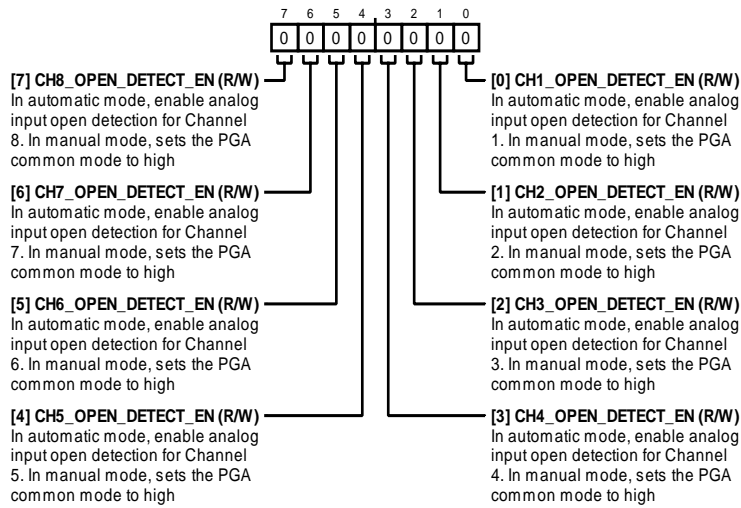 7 6 5 4 3 2 1 0
0 0 0 0 0 0 0 0
[7] CH8_OPEN_DETECT_EN (R/W)
In automatic mode, enable analog
input open detection for Channel
8. In manual mode, sets the PGA
common mode to high
[6] CH7_OPEN_DETECT_EN (R/W)
In automatic mode, enable analog
input open detection for Channel
7. In manual mode, sets the PGA
common mode to high
[5] CH6_OPEN_DETECT_EN (R/W)
In automatic mode, enable analog
input open detection for Channel
6. In manual mode, sets the PGA
common mode to high
[4] CH5_OPEN_DETECT_EN (R/W)
In automatic mode, enable analog
input open detection for Channel
5. In manual mode, sets the PGA
common mode to high
[0] CH1_OPEN_DETECT_EN (R/W)
In automatic mode, enable analog
input open detection for Channel
1. In manual mode, sets the PGA
common mode to high
[1] CH2_OPEN_DETECT_EN (R/W)
In automatic mode, enable analog
input open detection for Channel
2. In manual mode, sets the PGA
common mode to high
[2] CH3_OPEN_DETECT_EN (R/W)
In automatic mode, enable analog
input open detection for Channel
3. In manual mode, sets the PGA
common mode to high
[3] CH4_OPEN_DETECT_EN (R/W)
In automatic mode, enable analog
input open detection for Channel
4. In manual mode, sets the PGA
common mode to high